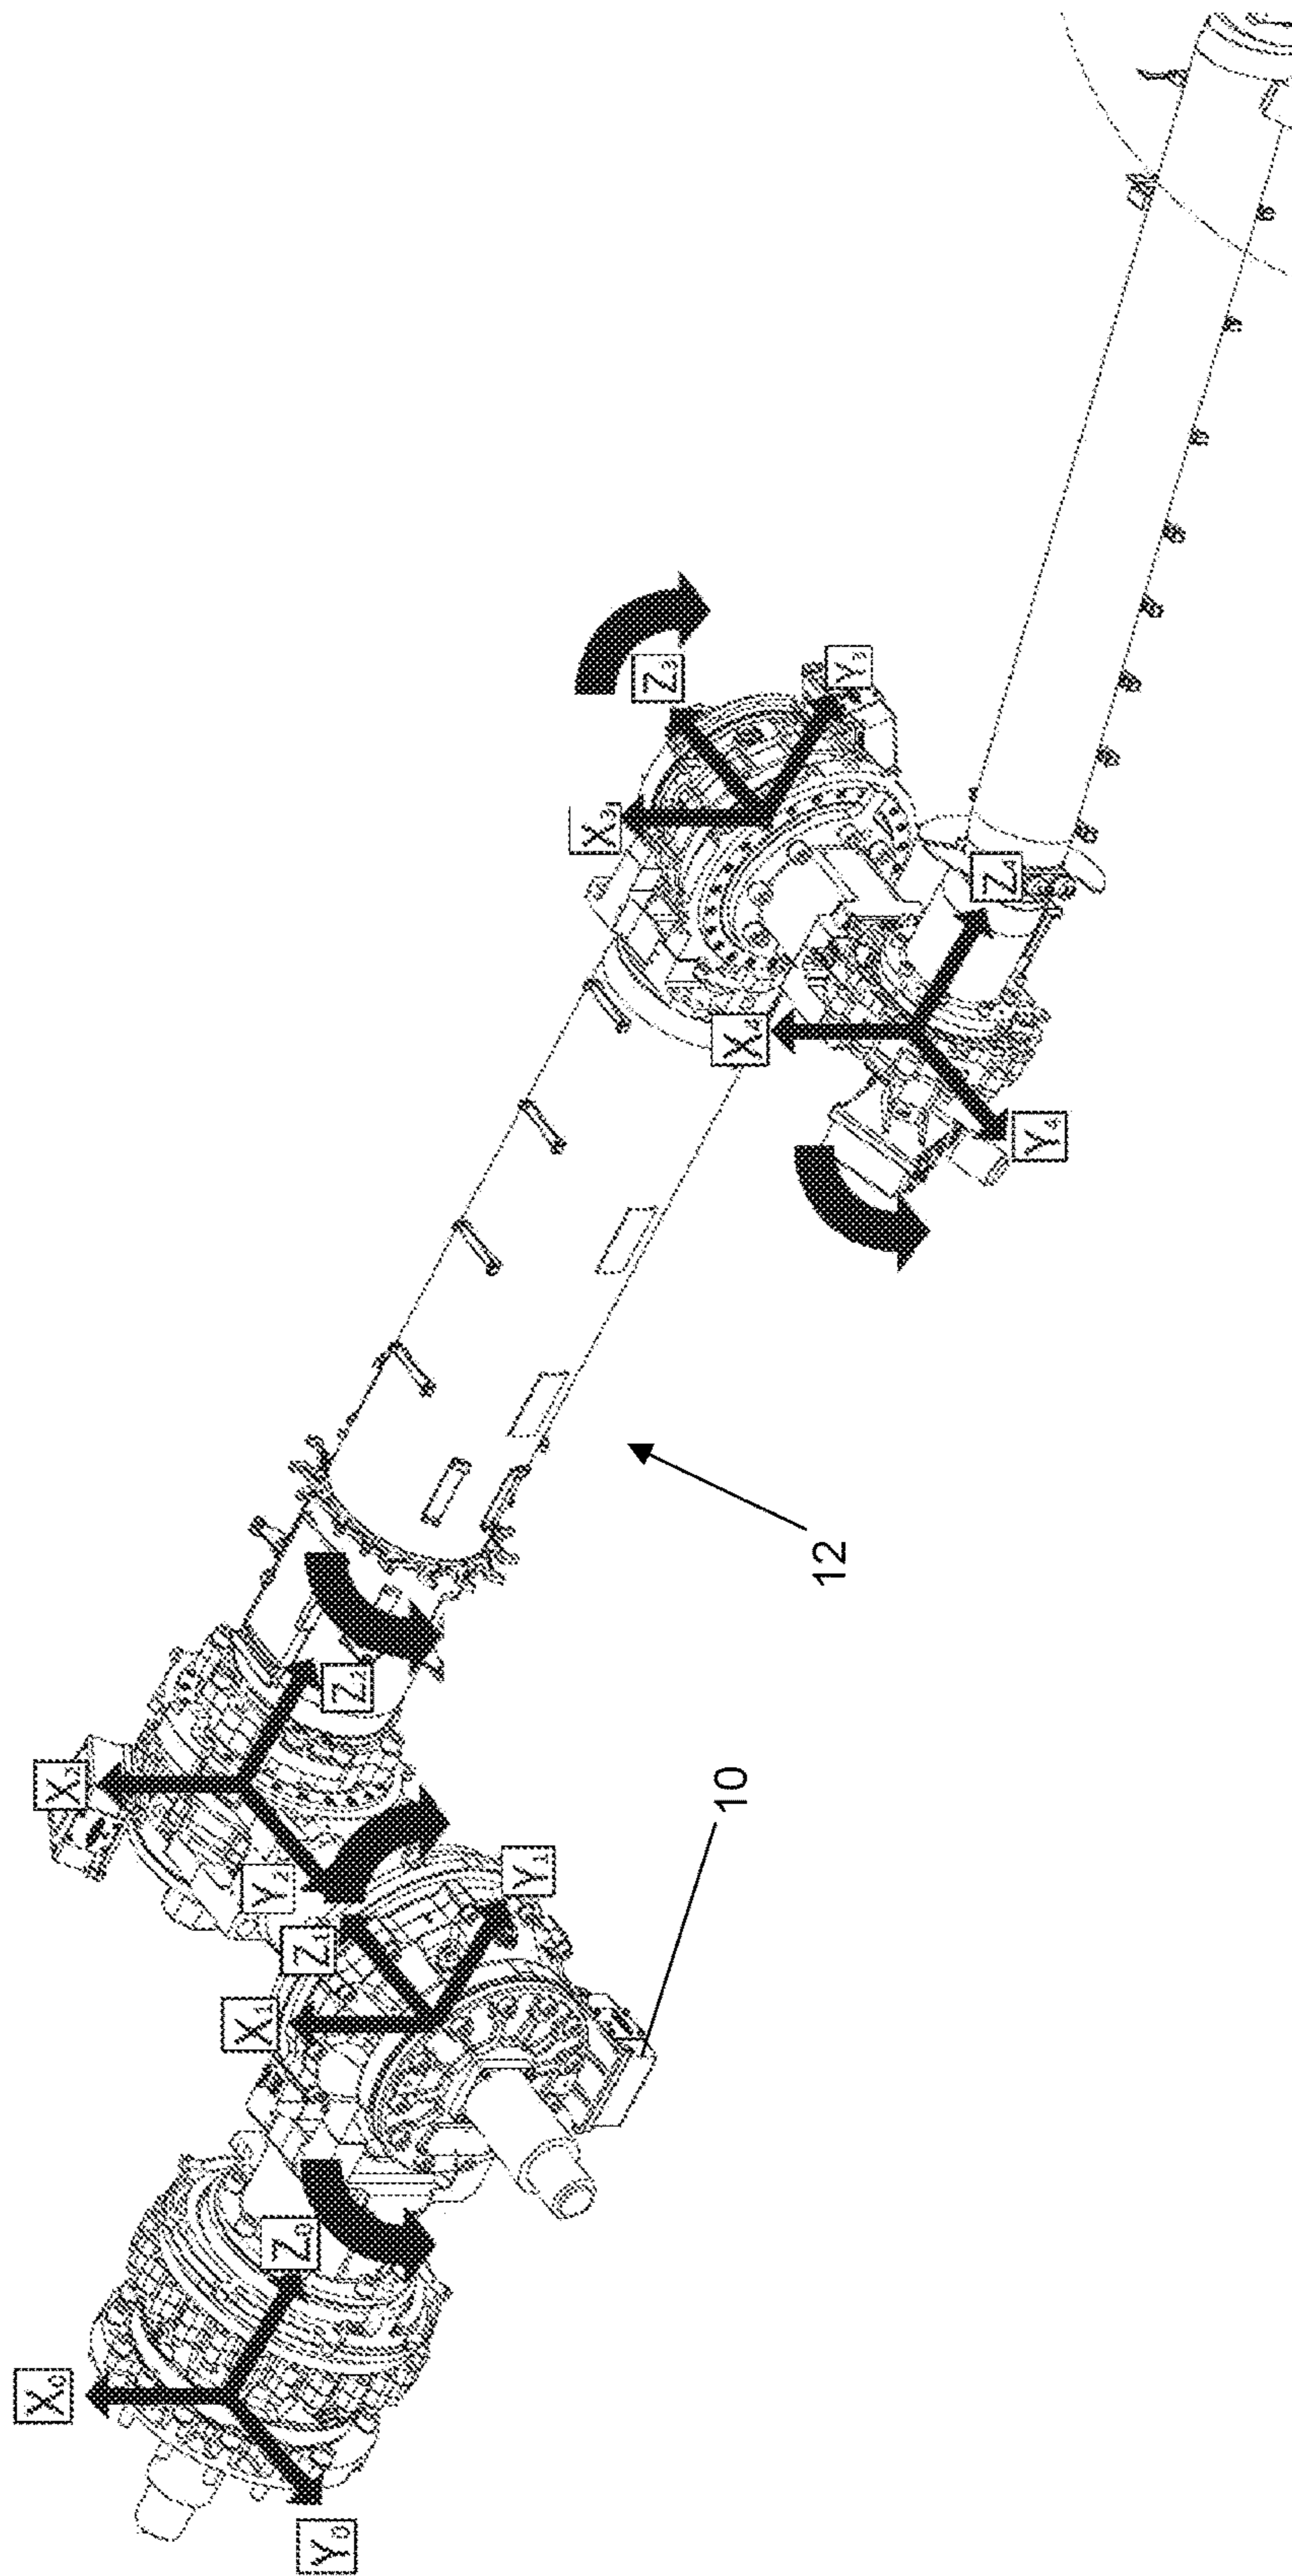 X₀
Y₀
Z₀
X₁
Y₁
Z₁
X₂
Y₂
Z₂
X₃
Y₃
Z₃
X₄
Y₄
Z₄
10
12